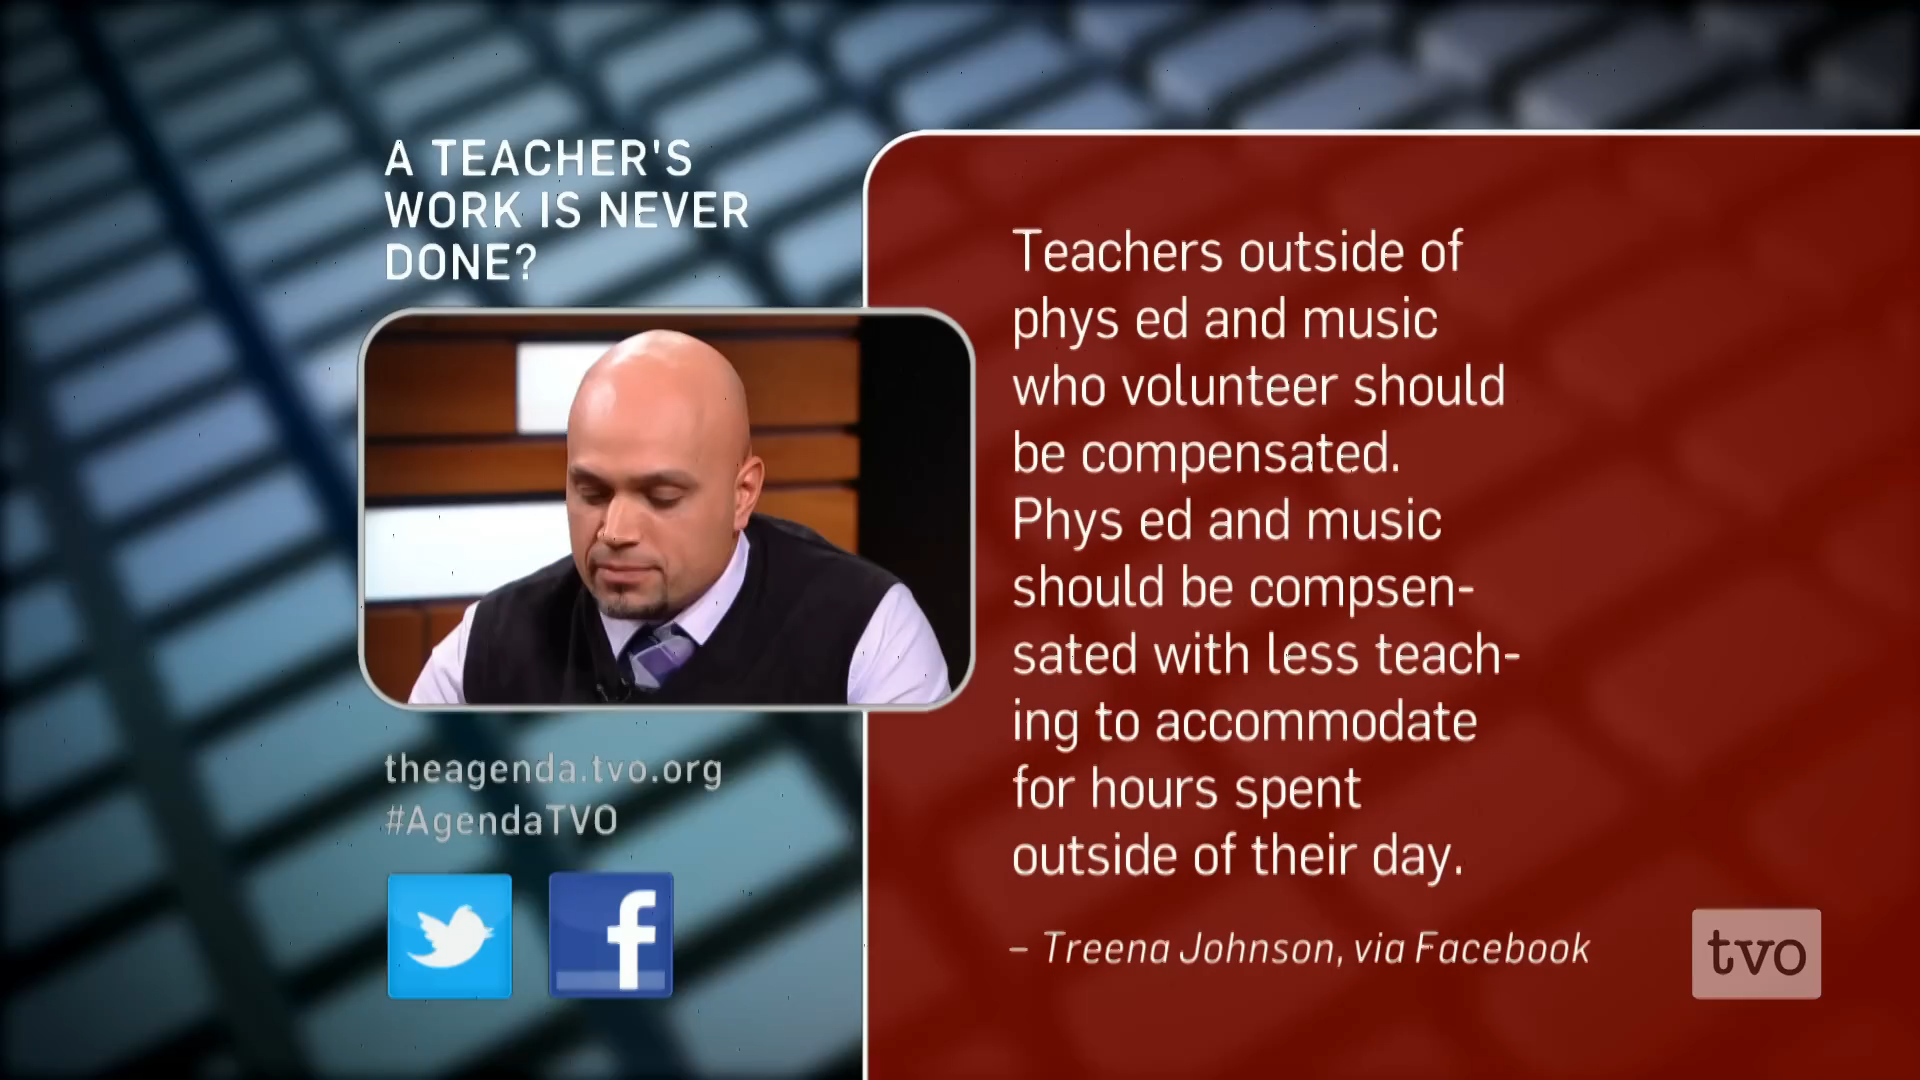 A TEACHER'S
WORK IS NEVER
DONE?
theagenda.tvo.org
#AgendaTVO
Teachers outside of
phys ed and music
who volunteer should
be compensated.
Phys ed and music
should be compsen-
sated with less teach-
ing to accommodate
for hours spent
outside of their day.
– Treena Johnson, via Facebook
tvo